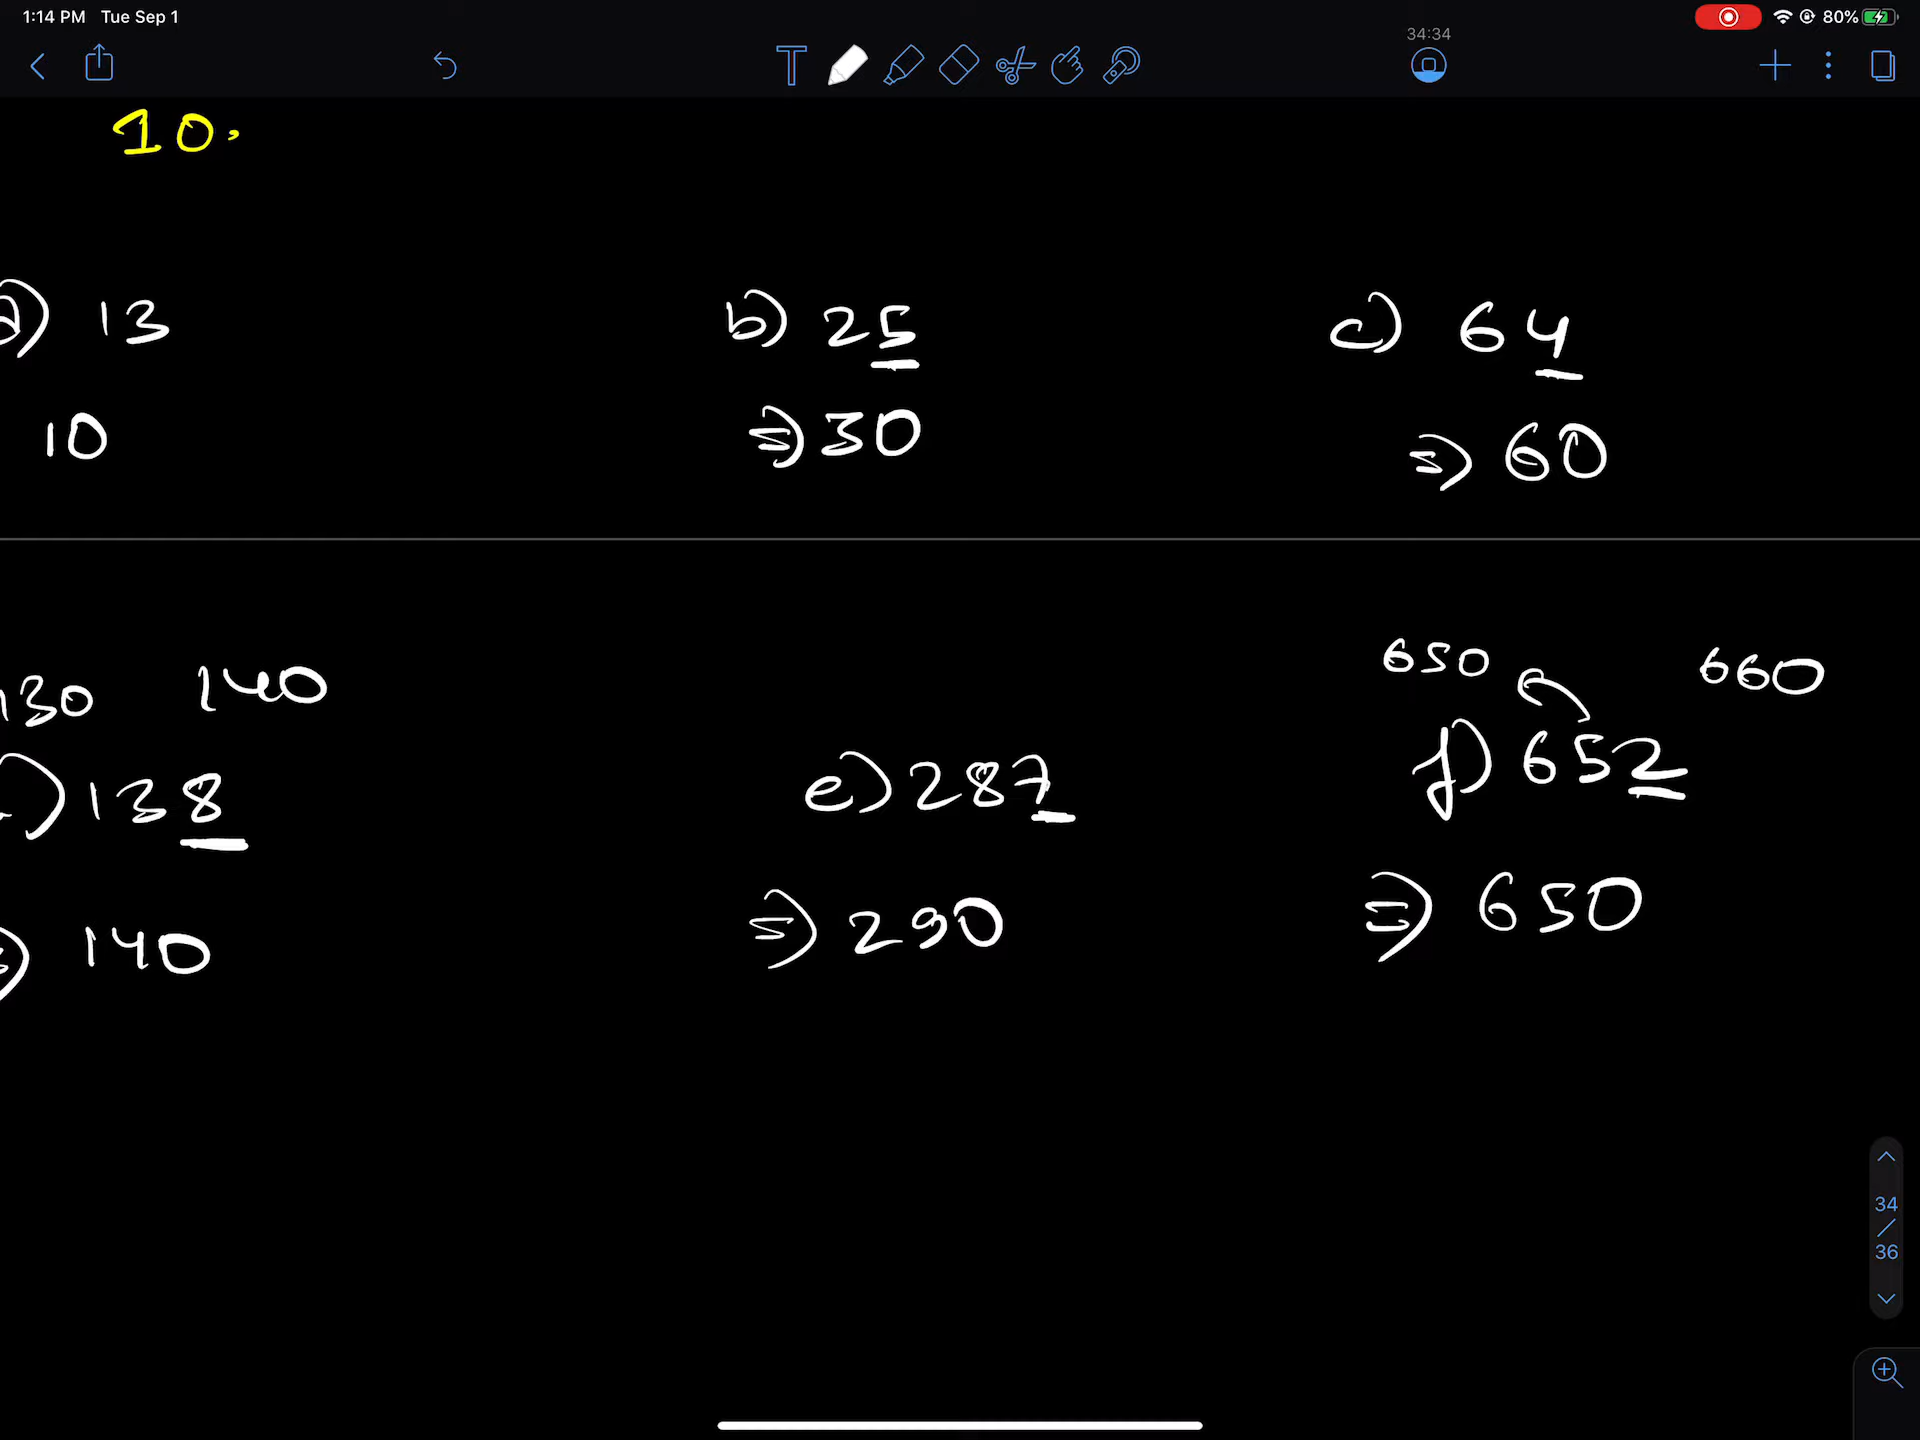 1:14 PM Tue Sep 1
80%
34:34
T
10.
a) 13
b) 25
c) 64
10
⇒ 30
⇒ 60
130 140
650 660
) 138
e) 287
f) 652
⇒ 140
⇒ 290
⇒ 650
34
/
36